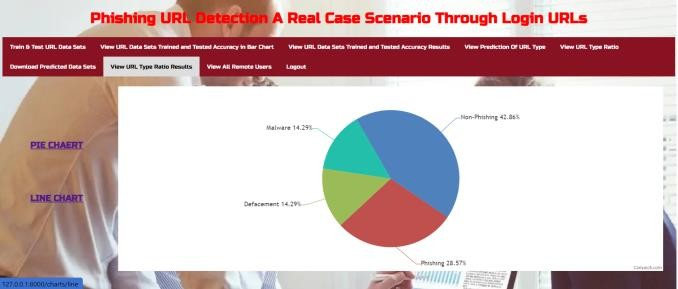 Phishing URL Detection A Real Case Scenario Through Login URLs
Train & Test URL Data Sets View URL Data Sets Trained and Tested Accuracy in Bar Chart View URL Data Sets Trained and Tested Accuracy Results View Prediction Of URL Type View URL Type Ratio
Download Predicted Data Sets View URL Type Ratio Results View All Remote Users Logout
Non-Phishing 42.86%
Malware 14.29%
PIE CHAERT
LINE CHART
Defacement 14.29%
Phishing 28.57%
CanvasJS.com
127.0.0.1:8000/charts/line